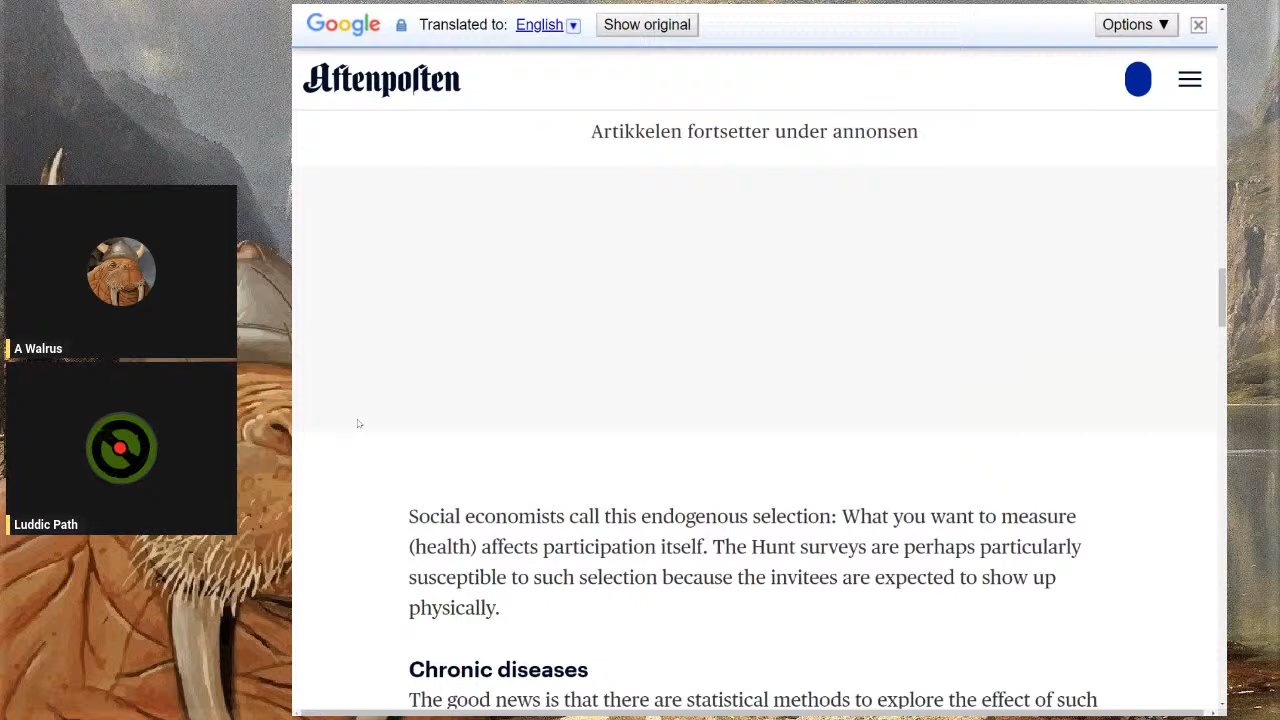 Google
Translated to: English
Show original
Options ▼
Aftenposten
Artikkelen fortsetter under annonsen
A Walrus
Luddic Path
Social economists call this endogenous selection: What you want to measure
(health) affects participation itself. The Hunt surveys are perhaps particularly
susceptible to such selection because the invitees are expected to show up
physically.
Chronic diseases
The good news is that there are statistical methods to explore the effect of such